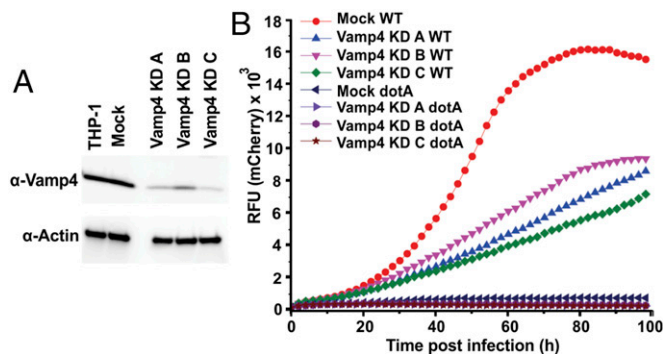 A
THP-1
Mock
Vamp4 KD A
Vamp4 KD B
Vamp4 KD C
α-Vamp4
α-Actin
B
RFU (mCherry) x 10³
18
16
14
12
10
8
6
4
2
0
Mock WT
Vamp4 KD A WT
Vamp4 KD B WT
Vamp4 KD C WT
Mock dotA
Vamp4 KD A dotA
Vamp4 KD B dotA
Vamp4 KD C dotA
0 20 40 60 80 100
Time post infection (h)